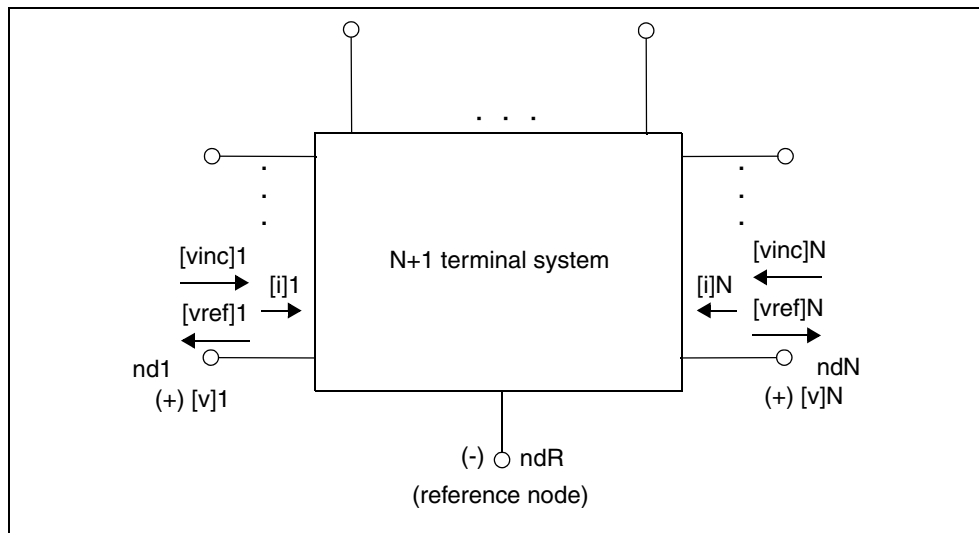 . . .
.
.
.
.
.
.
[vinc]1
[i]1
[vref]1
nd1
(+) [v]1
N+1 terminal system
[vinc]N
[i]N
[vref]N
ndN
(+) [v]N
(-) ndR
(reference node)